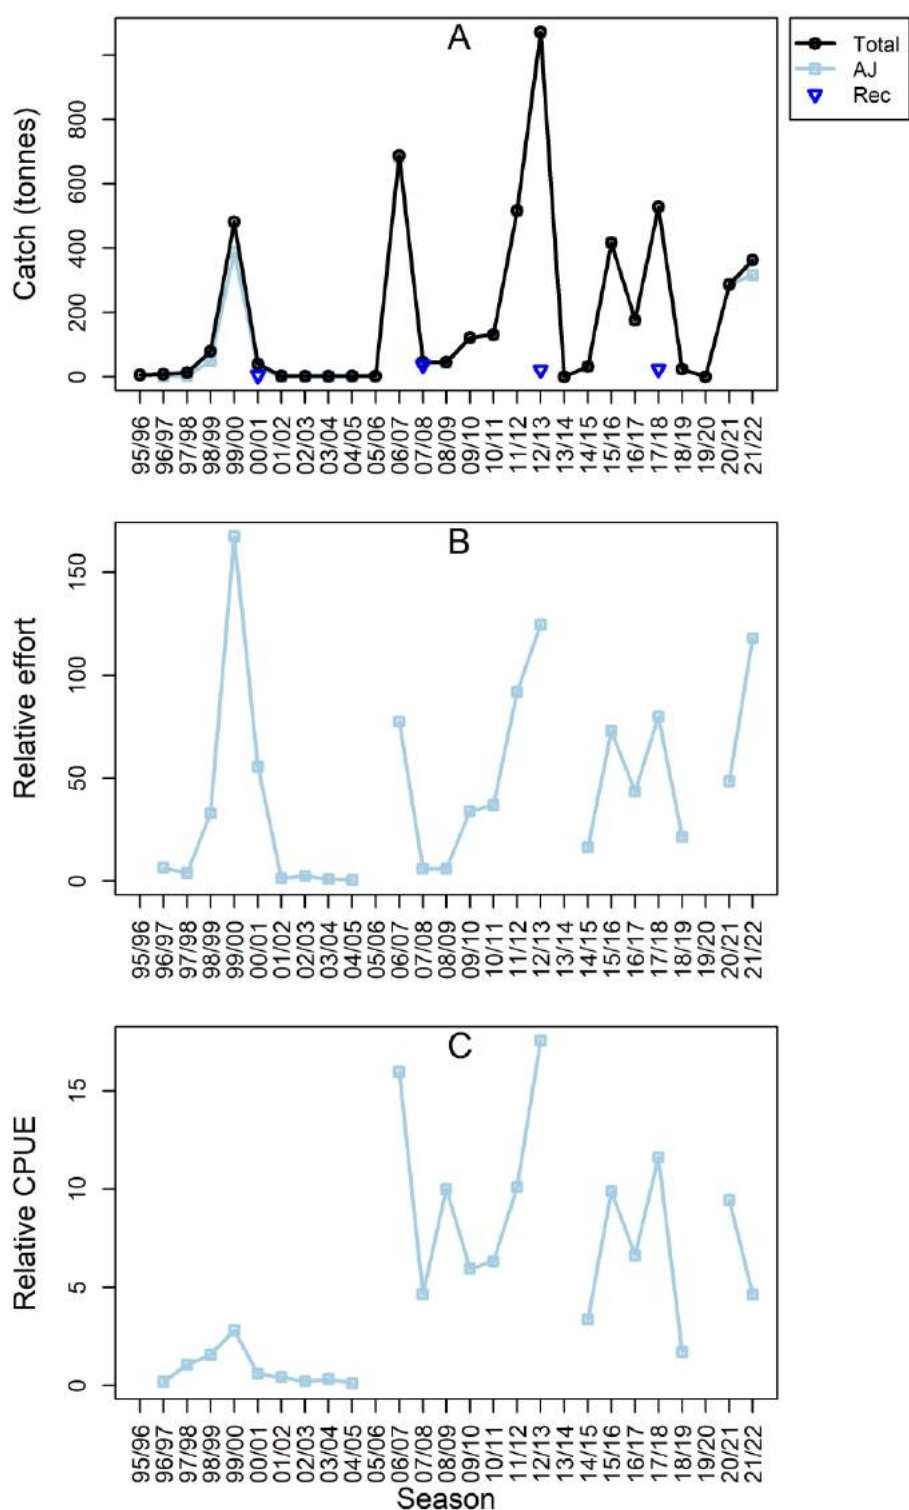 A
Total
AJ
Rec
Catch (tonnes)
800
600
400
200
0
95/96 96/97 97/98 98/99 99/00 00/01 01/02 02/03 03/04 04/05 05/06 06/07 07/08 08/09 09/10 10/11 11/12 12/13 13/14 14/15 15/16 16/17 17/18 18/19 19/20 20/21 21/22
B
Relative effort
150
100
50
0
95/96 96/97 97/98 98/99 99/00 00/01 01/02 02/03 03/04 04/05 05/06 06/07 07/08 08/09 09/10 10/11 11/12 12/13 13/14 14/15 15/16 16/17 17/18 18/19 19/20 20/21 21/22
C
Relative CPUE
15
10
5
0
95/96 96/97 97/98 98/99 99/00 00/01 01/02 02/03 03/04 04/05 05/06 06/07 07/08 08/09 09/10 10/11 11/12 12/13 13/14 14/15 15/16 16/17 17/18 18/19 19/20 20/21 21/22
Season